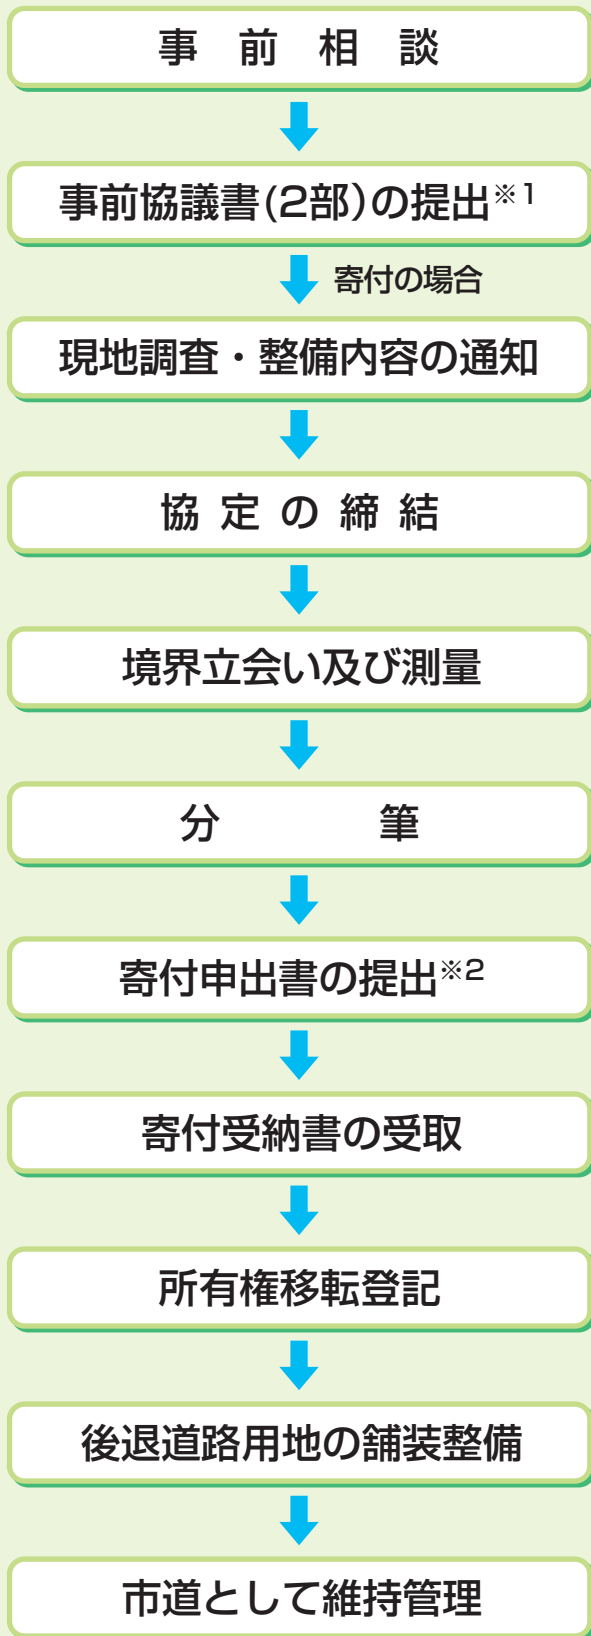 事前相談
事前協議書(2部)の提出※1
寄付の場合
現地調査・整備内容の通知
協定の締結
境界立会い及び測量
分筆
寄付申出書の提出※2
寄付受納書の受取
所有権移転登記
後退道路用地の舗装整備
市道として維持管理